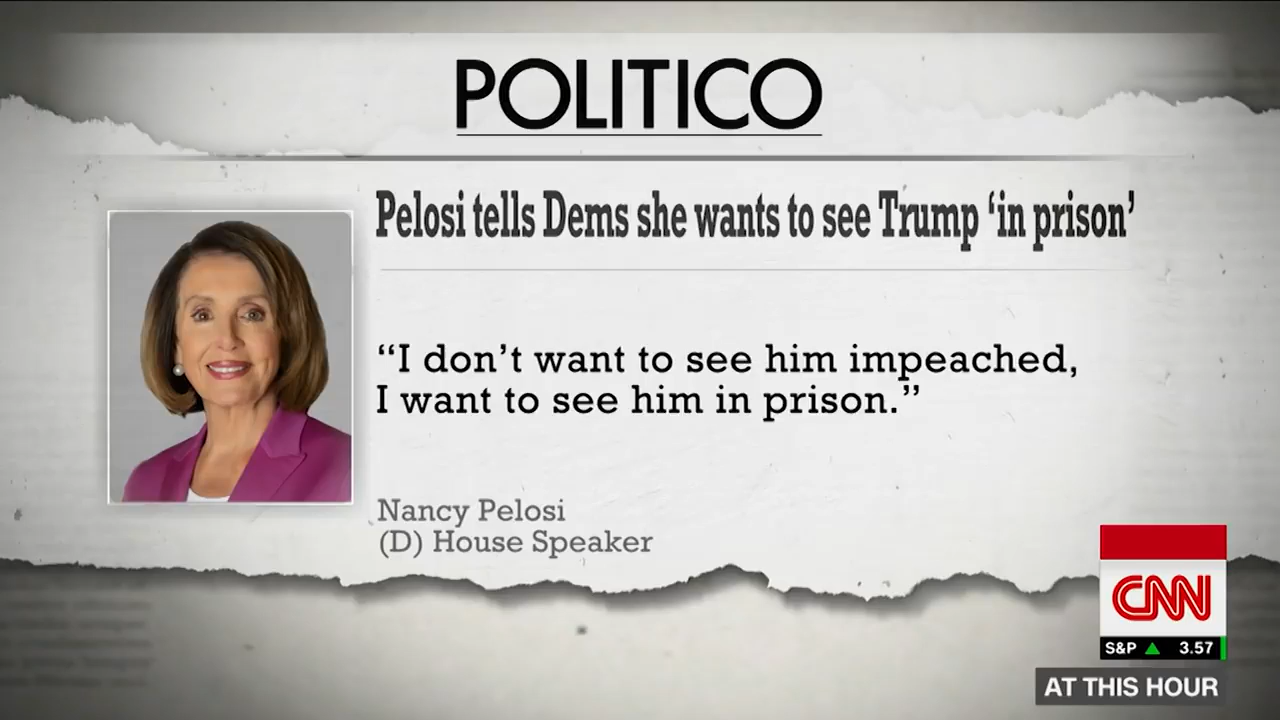 POLITICO
Pelosi tells Dems she wants to see Trump ‘in prison’
“I don’t want to see him impeached,
I want to see him in prison.”
Nancy Pelosi
(D) House Speaker
CNN
S&P ▲ 3.57
AT THIS HOUR